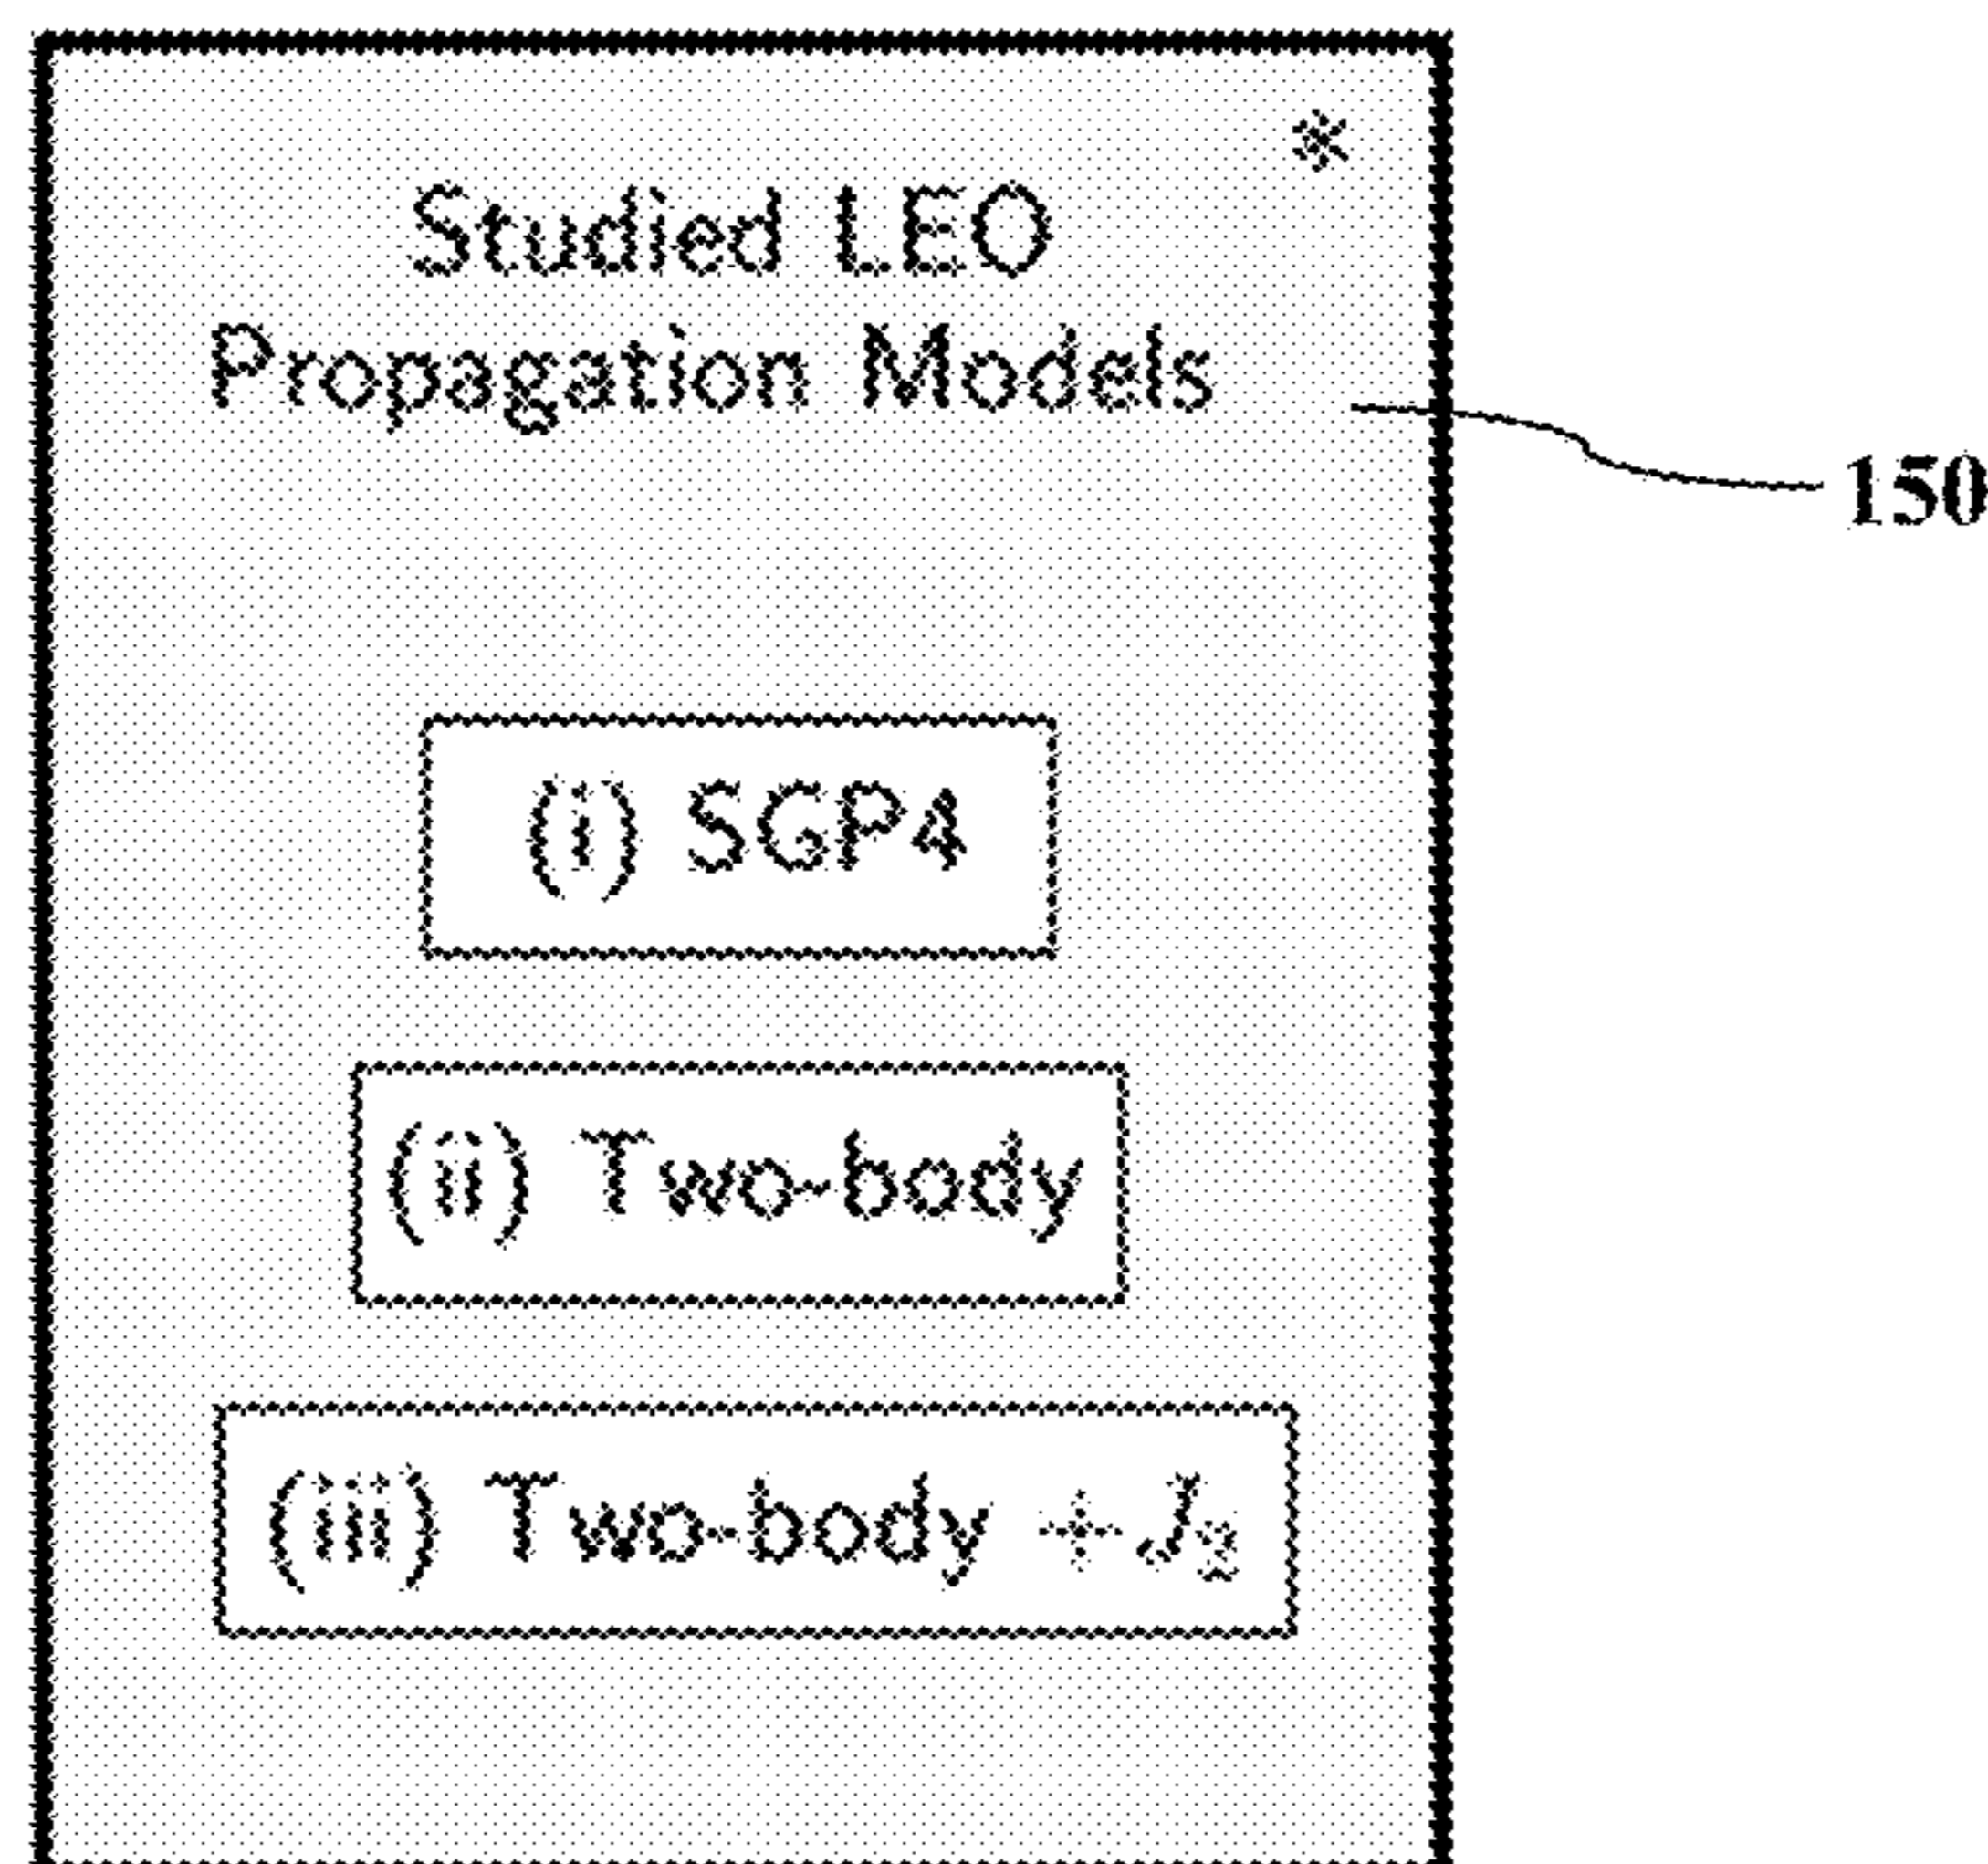 *
Studied LEO
Propagation Models
150
(i) SGP4
(ii) Two-body
(iii) Two-body + J₂